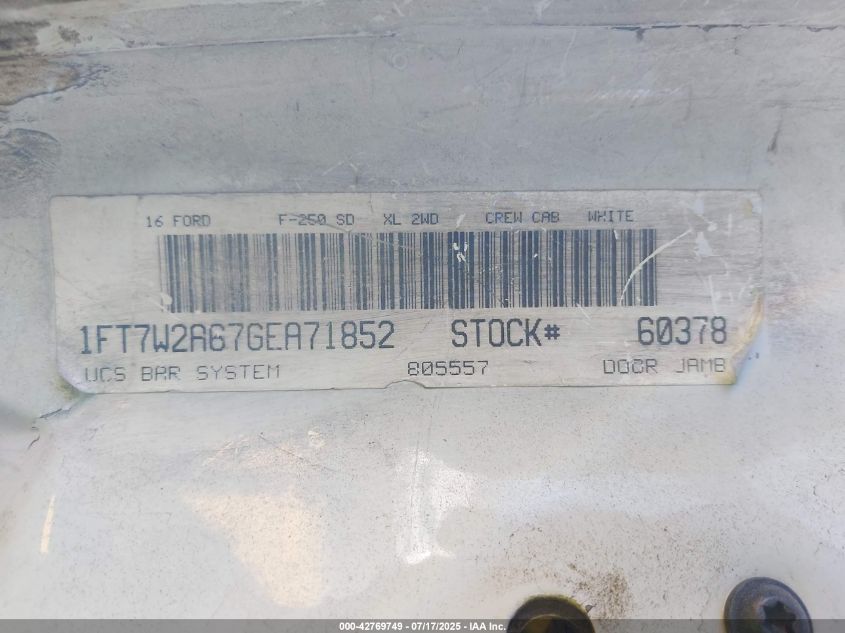 16 FORD F-250 SD XL 2WD CREW CAB WHITE
1FT7W2A67GEA71852 STOCK# 60378
UCS BAR SYSTEM 805557 DOOR JAMB
000-42769749 - 07/17/2025 - IAA Inc.